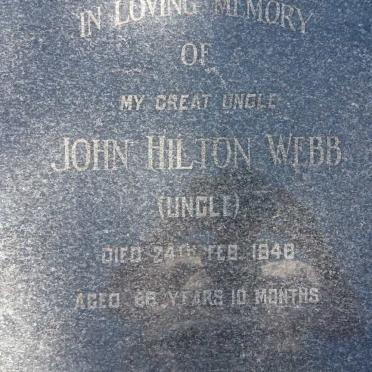 IN LOVING MEMORY
OF
MY GREAT UNCLE
JOHN HILTON WEBB
(UNCLE)
DIED 24TH FEB. 1948
AGED 86 YEARS 10 MONTHS